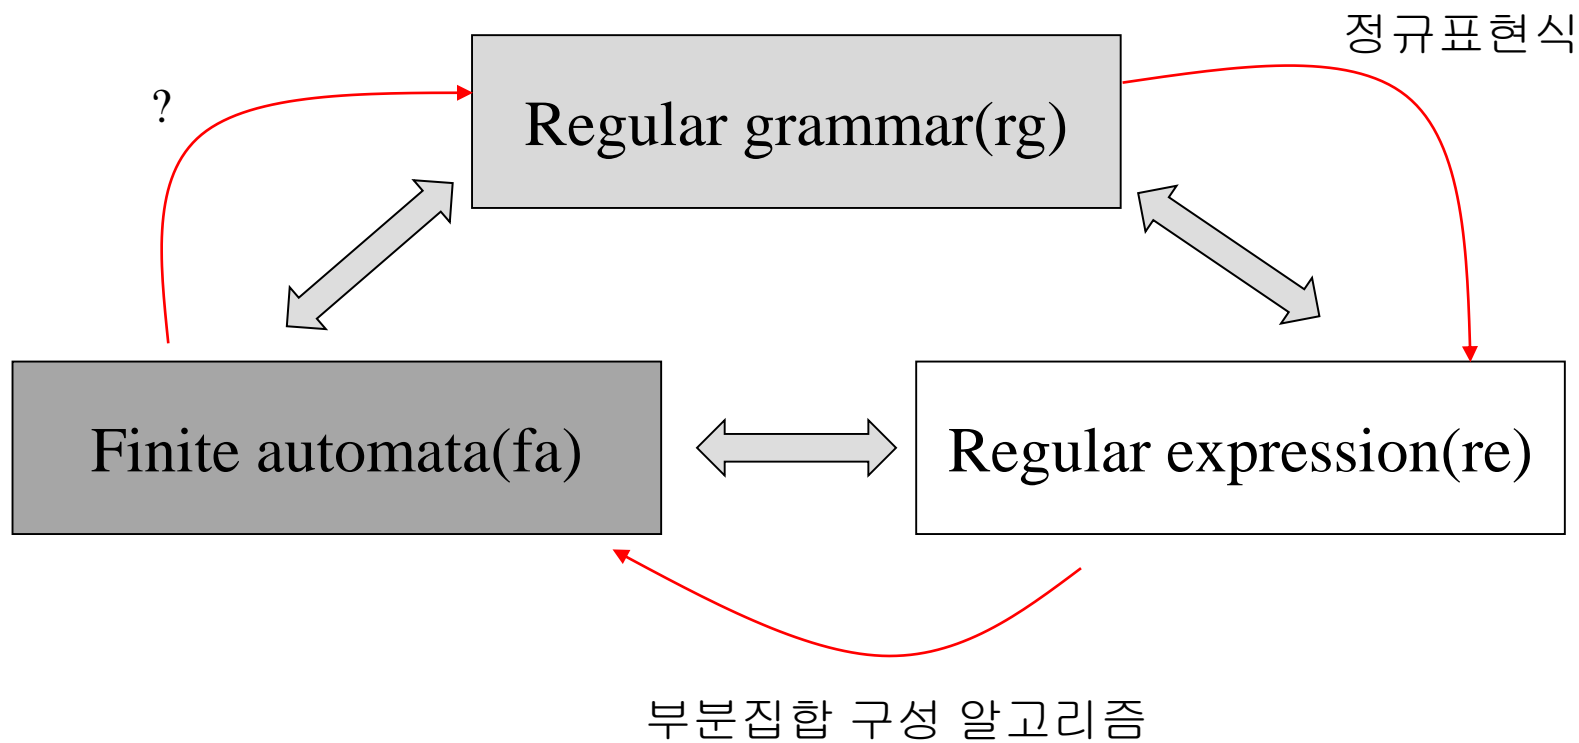 정규표현식
?
Regular grammar(rg)
Finite automata(fa)
Regular expression(re)
부분집합 구성 알고리즘